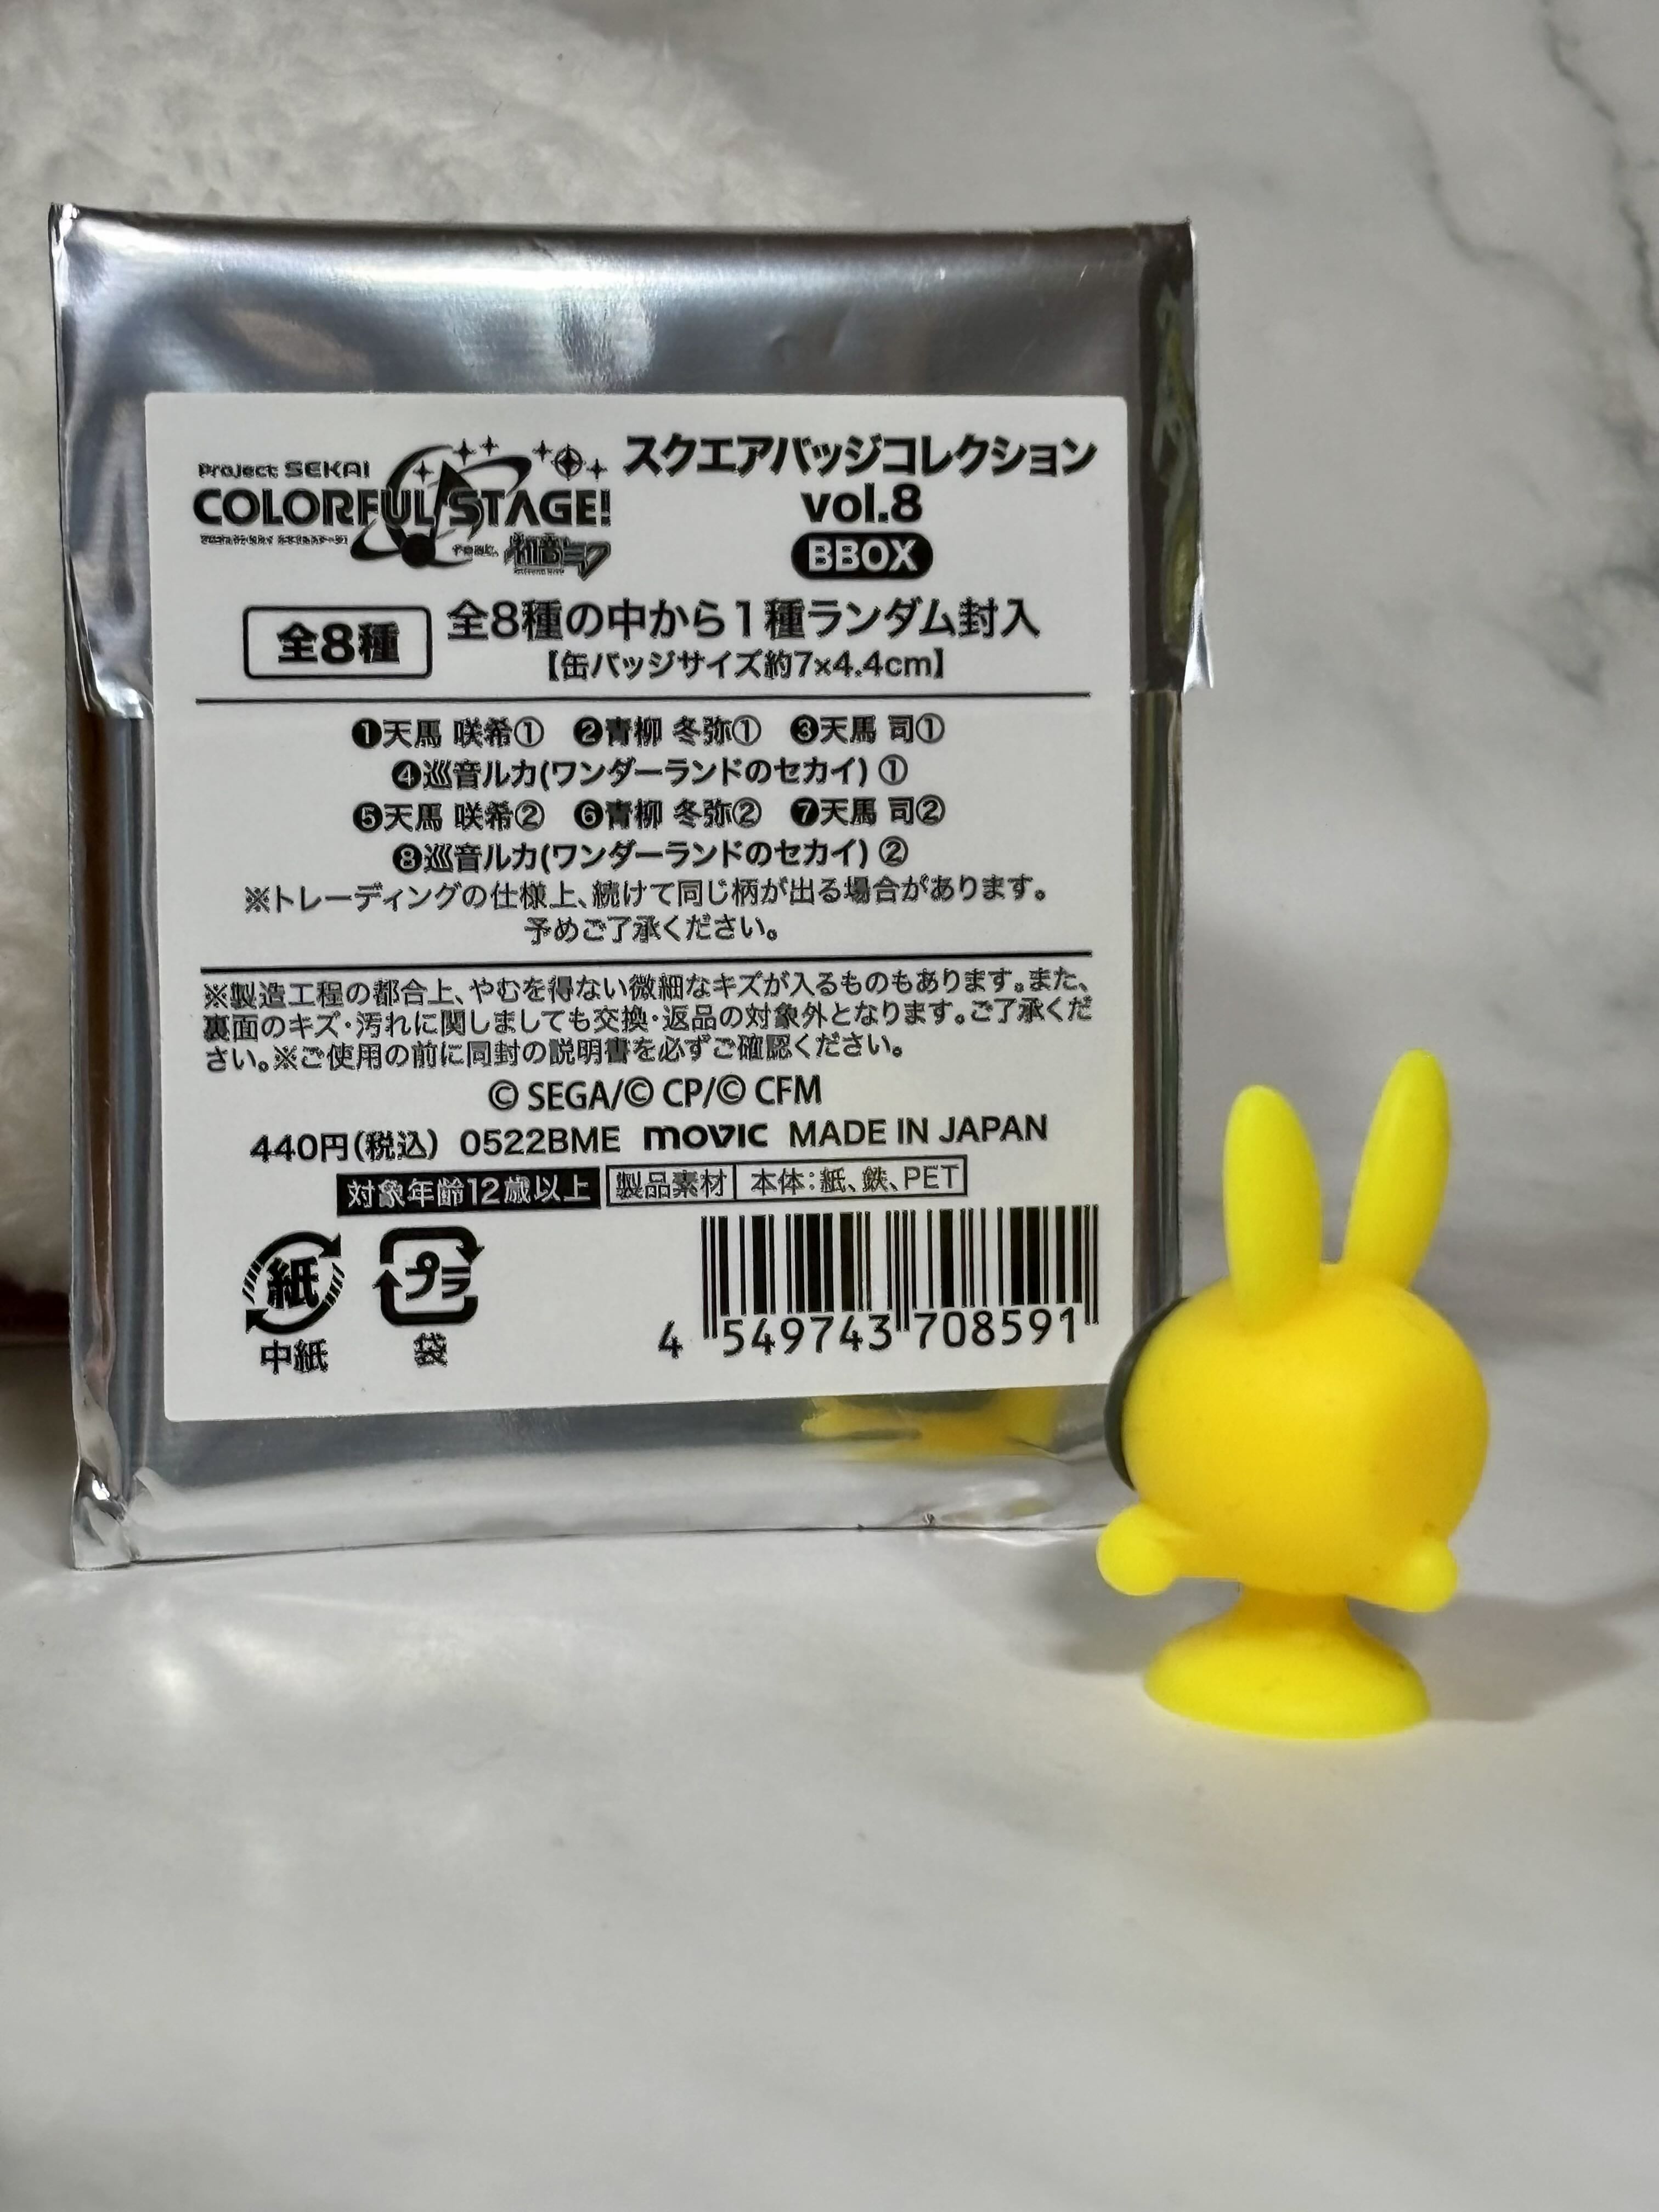 Project SEKAI
COLORFUL STAGE!
feat. 初音ミク
スクエアバッジコレクション
vol.8
BBOX
全8種
全8種の中から1種ランダム封入
【缶バッジサイズ約7×4.4cm】
❶天馬 咲希① ❷青柳 冬弥① ❸天馬 司①
❹巡音ルカ(ワンダーランドのセカイ) ①
❺天馬 咲希② ❻青柳 冬弥② ❼天馬 司②
❽巡音ルカ(ワンダーランドのセカイ) ②
※トレーディングの仕様上、続けて同じ柄が出る場合があります。
予めご了承ください。
※製造工程の都合上、やむを得ない微細なキズが入るものもあります。また、
裏面のキズ・汚れに関しましても交換・返品の対象外となります。ご了承くだ
さい。※ご使用の前に同封の説明書を必ずご確認ください。
© SEGA/© CP/© CFM
440円(税込) 0522BME movic MADE IN JAPAN
対象年齢12歳以上 製品素材 本体:紙、鉄、PET
紙 プラ
中紙 袋
4 549743 708591